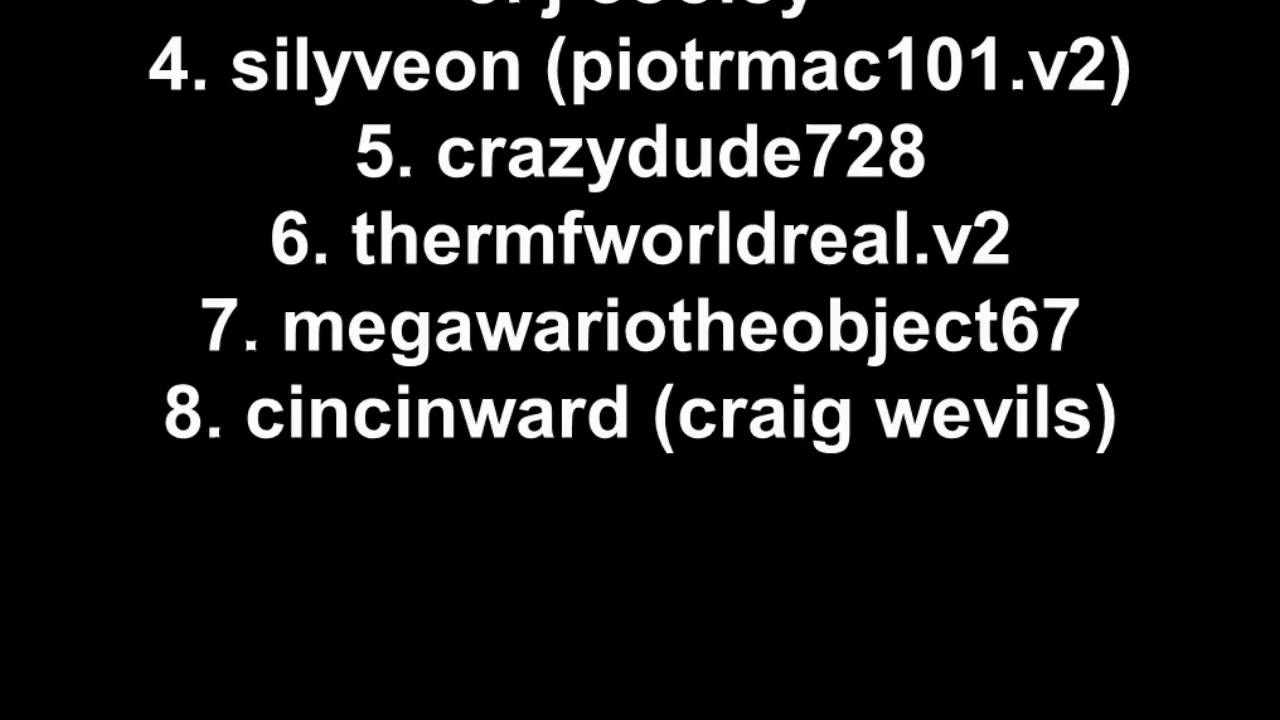 4. silyveon (piotrmac101.v2)
5. crazydude728
6. thermfworldreal.v2
7. megawariotheobject67
8. cincinward (craig wevils)